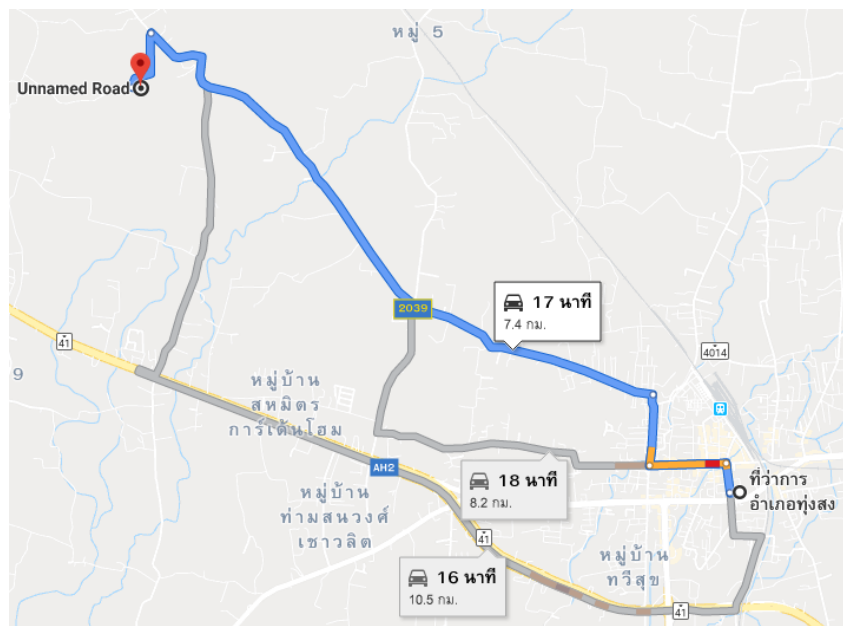 หมู่ 5
Unnamed Road
2039
17 นาที
7.4 กม.
41
4014
9
หมู่บ้าน
สหมิตร
การ์เด้นโฮม
AH2
18 นาที
8.2 กม.
ที่ว่าการ
อำเภอทุ่งสง
หมู่บ้าน
ท่ามสนวงศ์
เชาวลิต
41
16 นาที
10.5 กม.
หมู่บ้าน
ทวีสุข
41